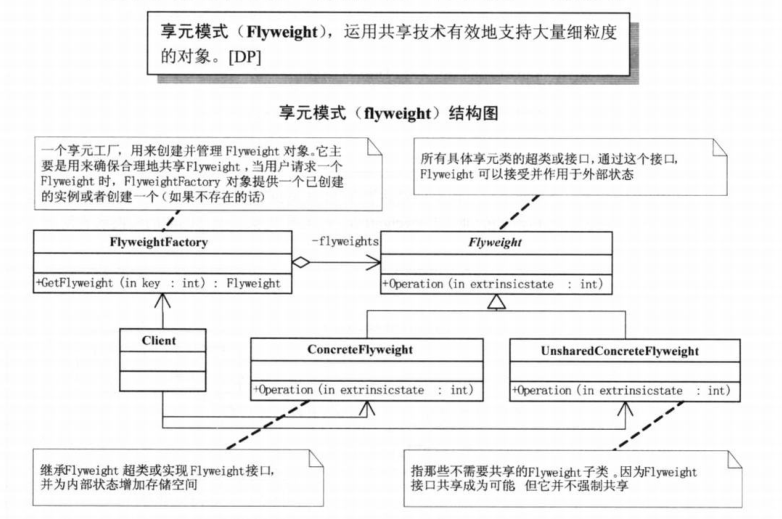 享元模式（Flyweight），运用共享技术有效地支持大量细粒度
的对象。[DP]
享元模式（flyweight）结构图
一个享元工厂，用来创建并管理Flyweight对象。它主
要是用来确保合理地共享Flyweight，当用户请求一个
Flyweight时，FlyweightFactory对象提供一个已创建
的实例或者创建一个（如果不存在的话）
所有具体享元类的超类或接口，通过这个接口，
Flyweight可以接受并作用于外部状态
FlyweightFactory
+GetFlyweight(in key : int) : Flyweight
-flyweights
Flyweight
+Operation(in extrinsicstate : int)
Client
ConcreteFlyweight
+Operation(in extrinsicstate : int)
UnsharedConcreteFlyweight
+Operation(in extrinsicstate : int)
继承Flyweight超类或实现Flyweight接口，
并为内部状态增加存储空间
指那些不需要共享的Flyweight子类。因为Flyweight
接口共享成为可能 但它并不强制共享